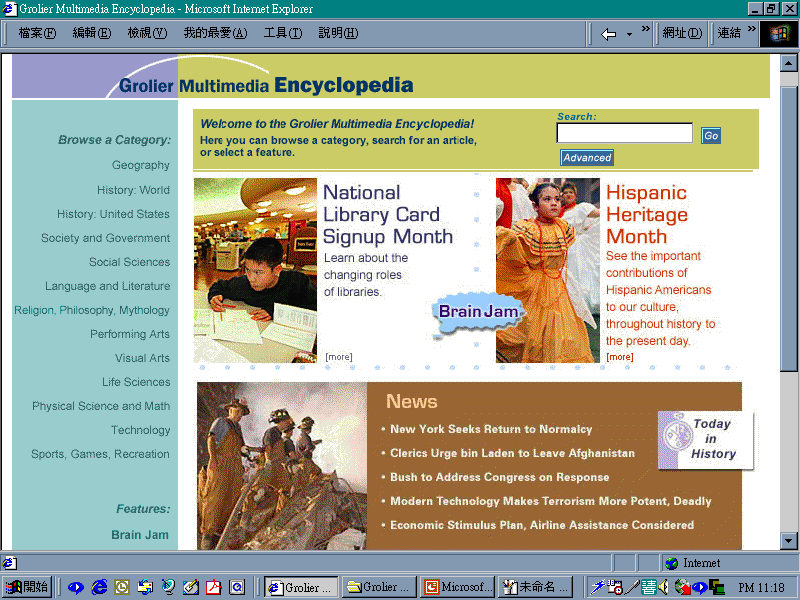 Grolier Multimedia Encyclopedia - Microsoft Internet Explorer
檔案(F) 編輯(E) 檢視(V) 我的最愛(A) 工具(T) 說明(H) » 網址(D) 連結 »
Grolier Multimedia Encyclopedia
Browse a Category:
Geography
History: World
History: United States
Society and Government
Social Sciences
Language and Literature
Religion, Philosophy, Mythology
Performing Arts
Visual Arts
Life Sciences
Physical Science and Math
Technology
Sports, Games, Recreation
Features:
Brain Jam
Welcome to the Grolier Multimedia Encyclopedia!
Here you can browse a category, search for an article,
or select a feature.
Search:
Go
Advanced
National
Library Card
Signup Month
Learn about the
changing roles
of libraries.
[more]
Brain Jam
Hispanic
Heritage
Month
See the important
contributions of
Hispanic Americans
to our culture,
throughout history to
the present day.
[more]
News
• New York Seeks Return to Normalcy
• Clerics Urge bin Laden to Leave Afghanistan
• Bush to Address Congress on Response
• Modern Technology Makes Terrorism More Potent, Deadly
• Economic Stimulus Plan, Airline Assistance Considered
Today
in
History
Internet
開始 Grolier ... Grolier ... Microsof... 未命名 ... PM 11:18